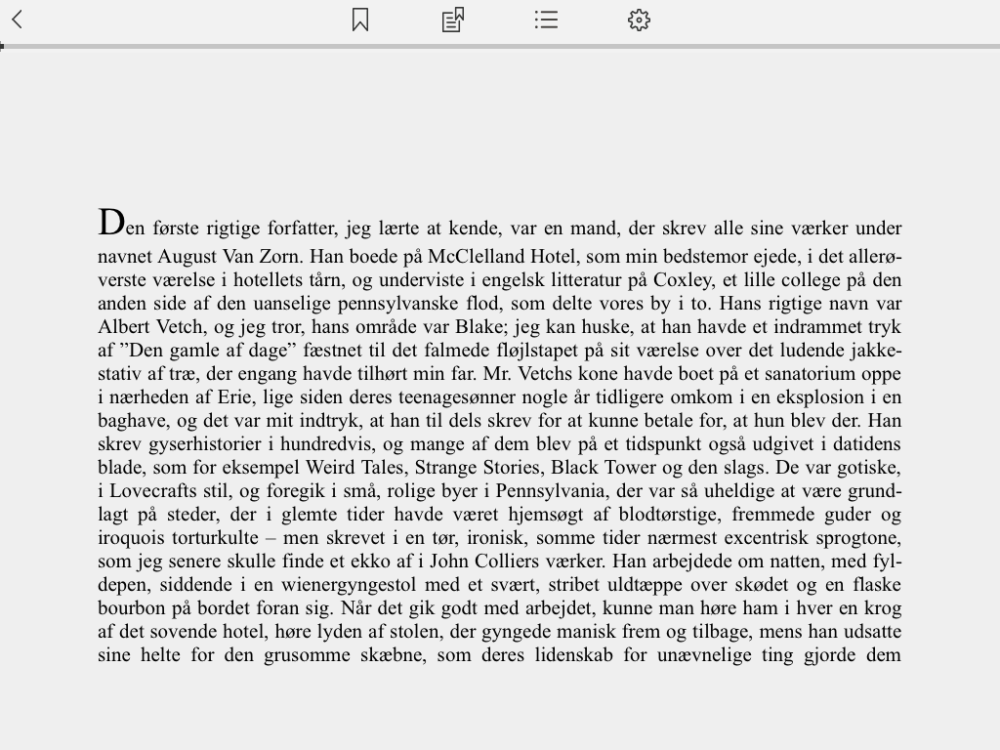 Den første rigtige forfatter, jeg lærte at kende, var en mand, der skrev alle sine værker under
navnet August Van Zorn. Han boede på McClelland Hotel, som min bedstemor ejede, i det allerø-
verste værelse i hotellets tårn, og underviste i engelsk litteratur på Coxley, et lille college på den
anden side af den uanselige pennsylvanske flod, som delte vores by i to. Hans rigtige navn var
Albert Vetch, og jeg tror, hans område var Blake; jeg kan huske, at han havde et indrammet tryk
af ”Den gamle af dage” fæstnet til det falmede fløjlstapet på sit værelse over det ludende jakke-
stativ af træ, der engang havde tilhørt min far. Mr. Vetchs kone havde boet på et sanatorium oppe
i nærheden af Erie, lige siden deres teenagesønner nogle år tidligere omkom i en eksplosion i en
baghave, og det var mit indtryk, at han til dels skrev for at kunne betale for, at hun blev der. Han
skrev gyserhistorier i hundredvis, og mange af dem blev på et tidspunkt også udgivet i datidens
blade, som for eksempel Weird Tales, Strange Stories, Black Tower og den slags. De var gotiske,
i Lovecrafts stil, og foregik i små, rolige byer i Pennsylvania, der var så uheldige at være grund-
lagt på steder, der i glemte tider havde været hjemsøgt af blodtørstige, fremmede guder og
iroquois torturkulte – men skrevet i en tør, ironisk, somme tider nærmest excentrisk sprogtone,
som jeg senere skulle finde et ekko af i John Colliers værker. Han arbejdede om natten, med fyl-
depen, siddende i en wienergyngestol med et svært, stribet uldtæppe over skødet og en flaske
bourbon på bordet foran sig. Når det gik godt med arbejdet, kunne man høre ham i hver en krog
af det sovende hotel, høre lyden af stolen, der gyngede manisk frem og tilbage, mens han udsatte
sine helte for den grusomme skæbne, som deres lidenskab for unævnelige ting gjorde dem